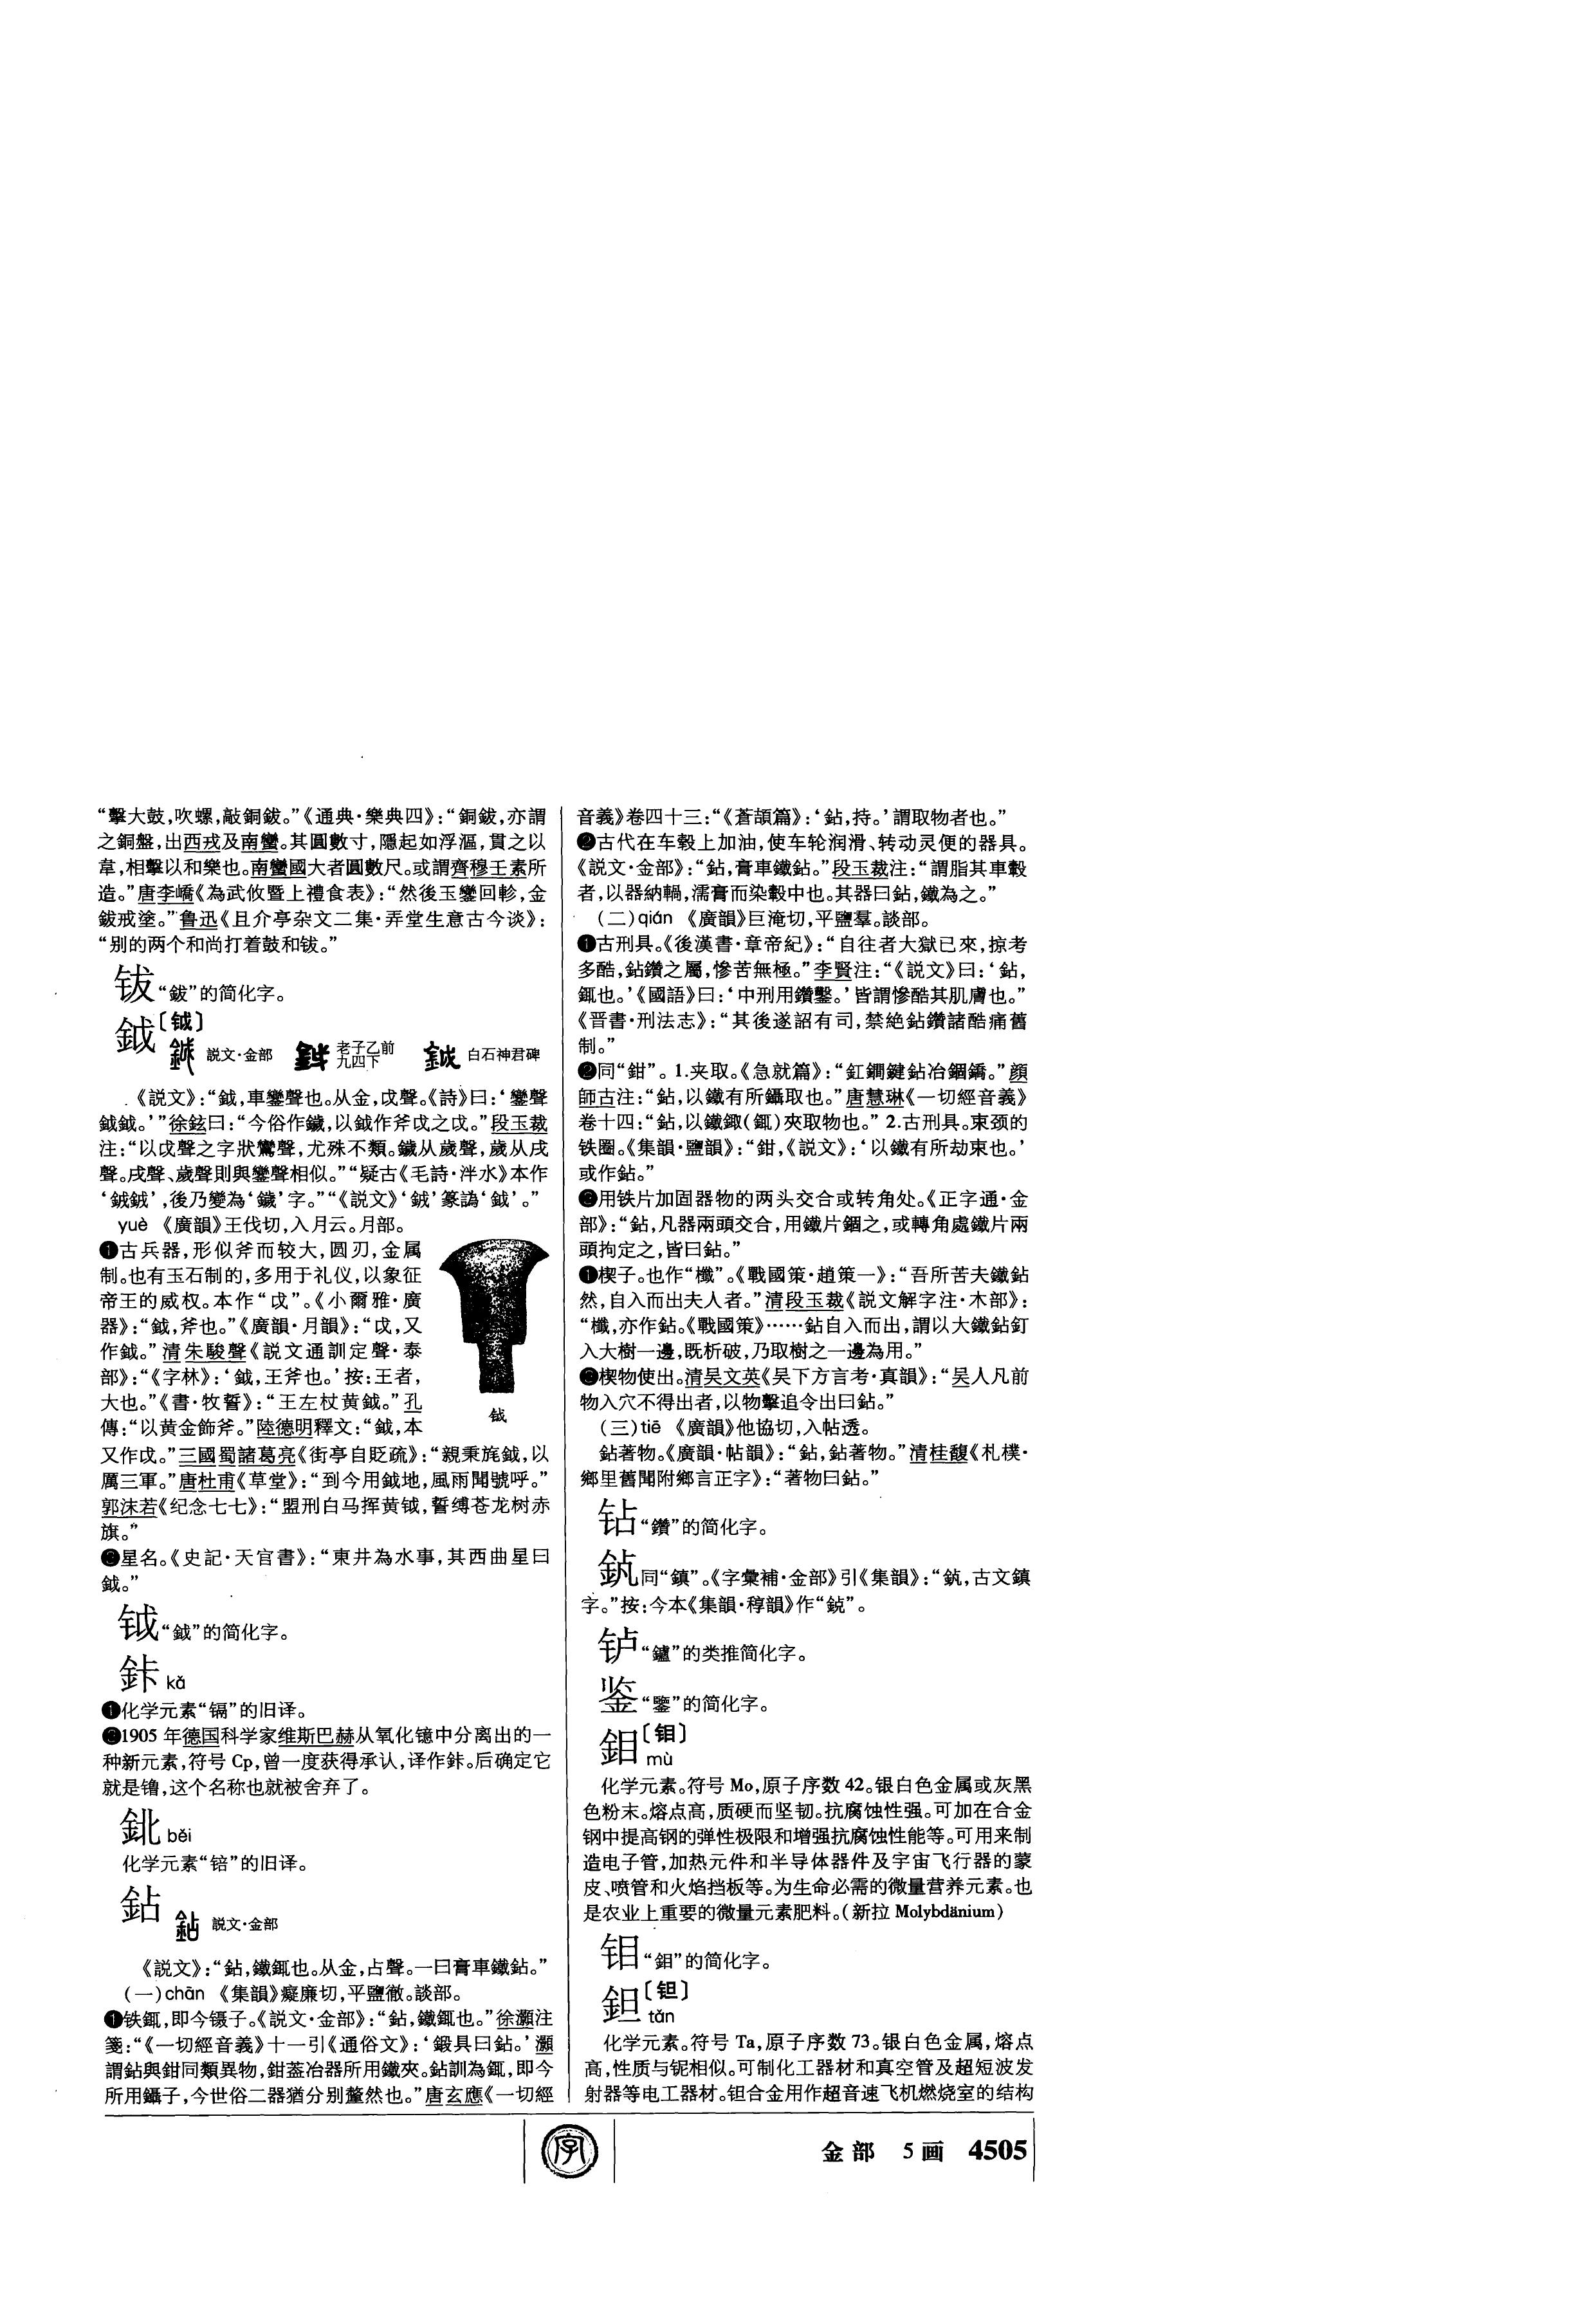 “擊大鼓,吹螺,敲銅鈸。”《通典·樂典四》:“銅鈸,亦謂
之銅盤,出西戎及南蠻。其圓數寸,隱起如浮漚,貫之以
韋,相擊以和樂也。南蠻國大者圓數尺。或謂齊穆王素所
造。”唐李嶠《為武攸暨上禮食表》:“然後玉鑾回軫,金
鈸戒塗。”鲁迅《且介亭杂文二集·弄堂生意古今谈》:
“别的两个和尚打着鼓和钹。”
钹“鈸”的简化字。
鉞〔钺〕
説文·金部 老子乙前九四下 白石神君碑
《説文》:“鉞,車鑾聲也。从金,戉聲。《詩》曰:‘鑾聲
鉞鉞。’”徐鉉曰:“今俗作鐬,以鉞作斧戉之戉。”段玉裁
注:“以戉聲之字狀鸞聲,尤殊不類。鐬从歲聲,歲从戌
聲。戌聲、歲聲則與鑾聲相似。”“疑古《毛詩·泮水》本作
‘鉞鉞’,後乃變為‘鐬’字。”“《説文》‘鉞’篆譌‘鉞’。”
yuè 《廣韻》王伐切,入月云。月部。
❶古兵器,形似斧而较大,圆刃,金属
制。也有玉石制的,多用于礼仪,以象征
帝王的威权。本作“戉”。《小爾雅·廣
器》:“鉞,斧也。”《廣韻·月韻》:“戉,又
作鉞。”清朱駿聲《説文通訓定聲·泰
部》:“《字林》:‘鉞,王斧也。’按:王者,
大也。”《書·牧誓》:“王左杖黄鉞。”孔
傳:“以黄金飾斧。”陸德明釋文:“鉞,本
鉞
又作戉。”三國蜀諸葛亮《街亭自貶疏》:“親秉旄鉞,以
厲三軍。”唐杜甫《草堂》:“到今用鉞地,風雨聞號呼。”
郭沫若《纪念七七》:“盟刑白马挥黄钺,誓缚苍龙树赤
旗。”
❷星名。《史記·天官書》:“東井為水事,其西曲星曰
鉞。”
钺“鉞”的简化字。
鉲 kǎ
❶化学元素“镉”的旧译。
❷1905年德国科学家维斯巴赫从氧化镱中分离出的一
种新元素,符号Cp,曾一度获得承认,译作鉲。后确定它
就是镥,这个名称也就被舍弃了。
鉳 běi
化学元素“锫”的旧译。
鉆 説文·金部
《説文》:“鉆,鐵鉔也。从金,占聲。一曰膏車鐵鉆。”
(一)chān 《集韻》癡廉切,平鹽徹。談部。
❶铁鉔,即今镊子。《説文·金部》:“鉆,鐵鉔也。”徐灝注
箋:“《一切經音義》十一引《通俗文》:‘鍛具曰鉆。’灝
謂鉆與鉗同類異物,鉗葢冶器所用鐵夾。鉆訓為鉔,即今
所用鑷子,今世俗二器猶分别釐然也。”唐玄應《一切經
音義》卷四十三:“《蒼頡篇》:‘鉆,持。’謂取物者也。”
❷古代在车毂上加油,使车轮润滑、转动灵便的器具。
《説文·金部》:“鉆,膏車鐵鉆。”段玉裁注:“謂脂其車轂
者,以器納輠,濡膏而染轂中也。其器曰鉆,鐵為之。”
(二)qián 《廣韻》巨淹切,平鹽羣。談部。
❶古刑具。《後漢書·章帝紀》:“自往者大獄已來,掠考
多酷,鉆鑽之屬,慘苦無極。”李賢注:“《説文》曰:‘鉆,
鉔也。’《國語》曰:‘中刑用鑽鑿。’皆謂慘酷其肌膚也。”
《晋書·刑法志》:“其後遂詔有司,禁絶鉆鑽諸酷痛舊
制。”
❷同“鉗”。1.夹取。《急就篇》:“釭鐧鍵鉆冶錮鐈。”顔
師古注:“鉆,以鐵有所鑷取也。”唐慧琳《一切經音義》
卷十四:“鉆,以鐵鋷(鉔)夾取物也。”2.古刑具。束颈的
铁圈。《集韻·鹽韻》:“鉗,《説文》:‘以鐵有所劫束也。’
或作鉆。”
❸用铁片加固器物的两头交合或转角处。《正字通·金
部》:“鉆,凡器兩頭交合,用鐵片錮之,或轉角處鐵片兩
頭拘定之,皆曰鉆。”
❹楔子。也作“櫼”。《戰國策·趙策一》:“吾所苦夫鐵鉆
然,自入而出夫人者。”清段玉裁《説文解字注·木部》:
“櫼,亦作鉆。《戰國策》……鉆自入而出,謂以大鐵鉆釘
入大樹一邊,既析破,乃取樹之一邊為用。”
❺楔物使出。清吴文英《吴下方言考·真韻》:“吴人凡前
物入穴不得出者,以物擊追令出曰鉆。”
(三)tiē 《廣韻》他協切,入帖透。
鉆著物。《廣韻·帖韻》:“鉆,鉆著物。”清桂馥《札樸·
鄉里舊聞附鄉言正字》:“著物曰鉆。”
钻“鑽”的简化字。
同“鎮”。《字彙補·金部》引《集韻》:“古文鎮
字。”按:今本《集韻·稕韻》作
铲“鑪”的类推简化字。
鉴“鑒”的简化字。
鉬〔钼〕
mù
化学元素。符号Mo,原子序数42。银白色金属或灰黑
色粉末。熔点高,质硬而坚韧。抗腐蚀性强。可加在合金
钢中提高钢的弹性极限和增强抗腐蚀性能等。可用来制
造电子管,加热元件和半导体器件及宇宙飞行器的蒙
皮、喷管和火焰挡板等。为生命必需的微量营养元素。也
是农业上重要的微量元素肥料。(新拉Molybdänium)
钼“鉬”的简化字。
鉭〔钽〕
tǎn
化学元素。符号Ta,原子序数73。银白色金属,熔点
高,性质与铌相似。可制化工器材和真空管及超短波发
射器等电工器材。钽合金用作超音速飞机燃烧室的结构
字
金部 5画 4505